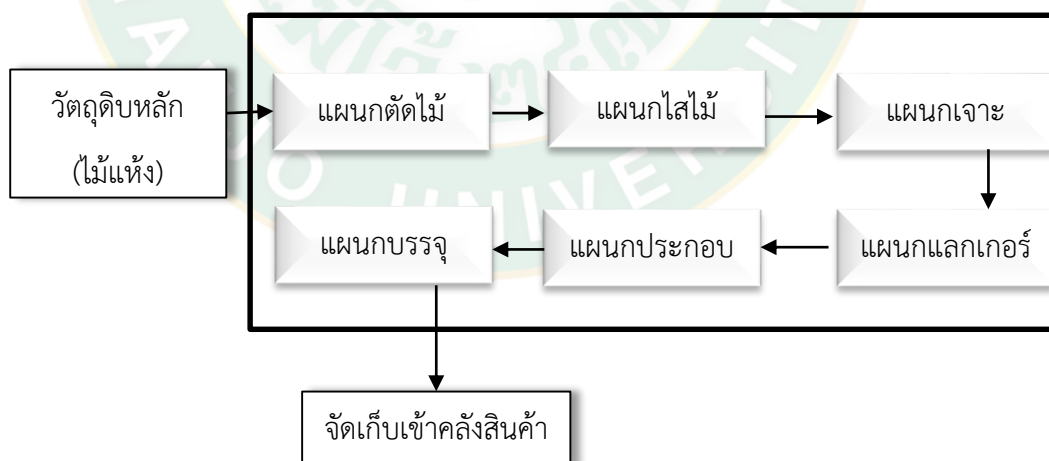 วัตถุดิบหลัก
(ไม้แห้ง)
แผนกตัดไม้
แผนกไสไม้
แผนกเจาะ
แผนกแลกเกอร์
แผนกประกอบ
แผนกบรรจุ
จัดเก็บเข้าคลังสินค้า